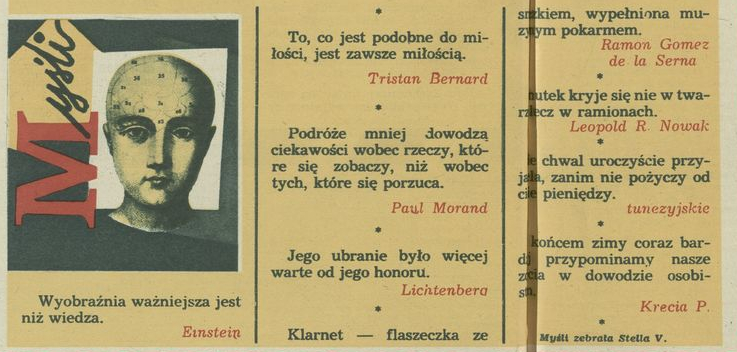 Myśli
Wyobraźnia ważniejsza jest
niż wiedza.
Einstein
*
To, co jest podobne do mi-
łości, jest zawsze miłością.
Tristan Bernard
*
Podróże mniej dowodzą
ciekawości wobec rzeczy, któ-
re się zobaczy, niż wobec
tych, które się porzuca.
Paul Morand
*
Jego ubranie było więcej
warte od jego honoru.
Lichtenberg
*
Klarnet — flaszeczka ze
wypełniona mu-
pokarmem.
Ramon Gomez
de la Serna
*
utek kryje się nie w twa-
lecz w ramionach.
Leopold R. Nowak
*
chwal uroczyście przy-
zanim nie pożyczy od
pieniędzy.
tunezyjskie
*
końcem zimy coraz bar-
przypominamy nasze
w dowodzie osobi-
Krecia P.
*
Myśli zebrała Stella V.